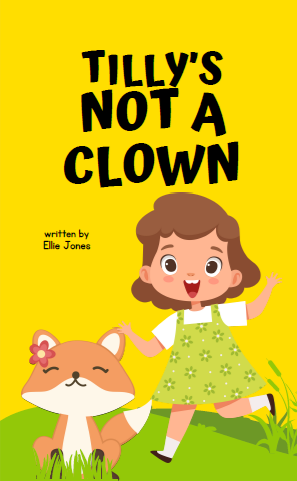 TILLY'S
NOT A
CLOWN
written by
Ellie Jones